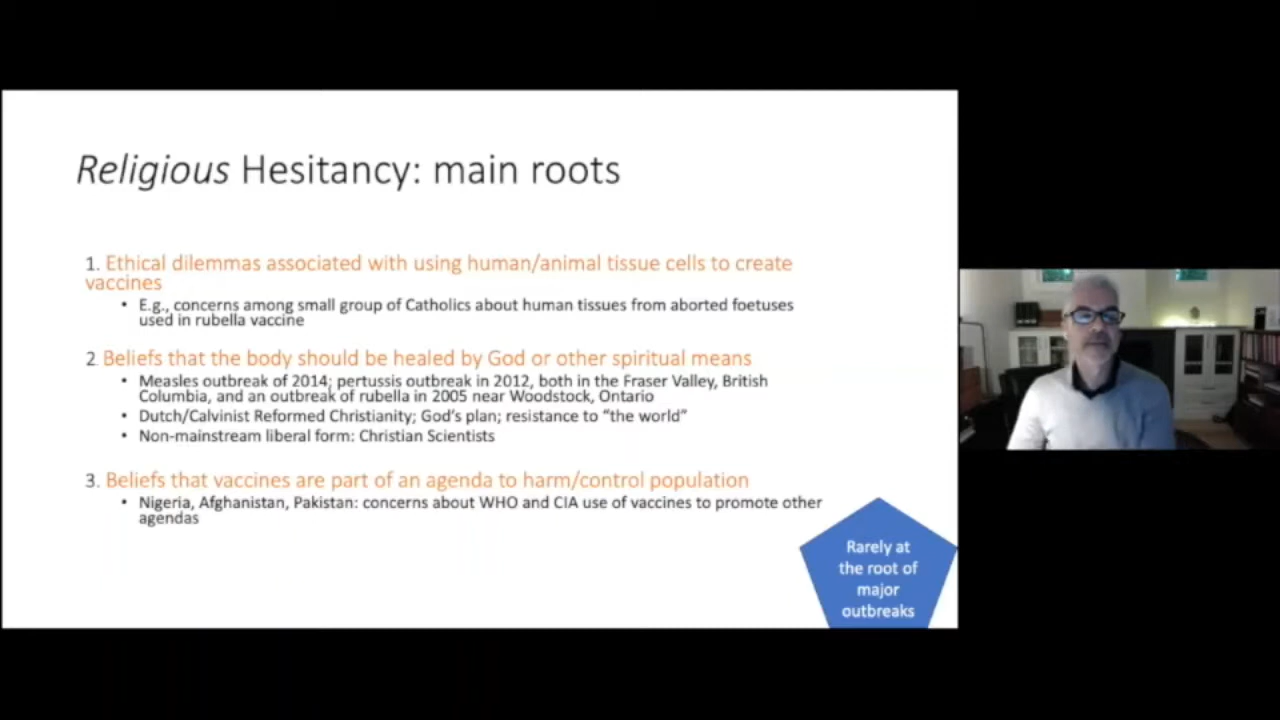 Religious Hesitancy: main roots
1. Ethical dilemmas associated with using human/animal tissue cells to create
vaccines
• E.g., concerns among small group of Catholics about human tissues from aborted foetuses
used in rubella vaccine
2. Beliefs that the body should be healed by God or other spiritual means
• Measles outbreak of 2014; pertussis outbreak in 2012, both in the Fraser Valley, British
Columbia, and an outbreak of rubella in 2005 near Woodstock, Ontario
• Dutch/Calvinist Reformed Christianity; God's plan; resistance to "the world"
• Non-mainstream liberal form: Christian Scientists
3. Beliefs that vaccines are part of an agenda to harm/control population
• Nigeria, Afghanistan, Pakistan: concerns about WHO and CIA use of vaccines to promote other
agendas
Rarely at
the root of
major
outbreaks